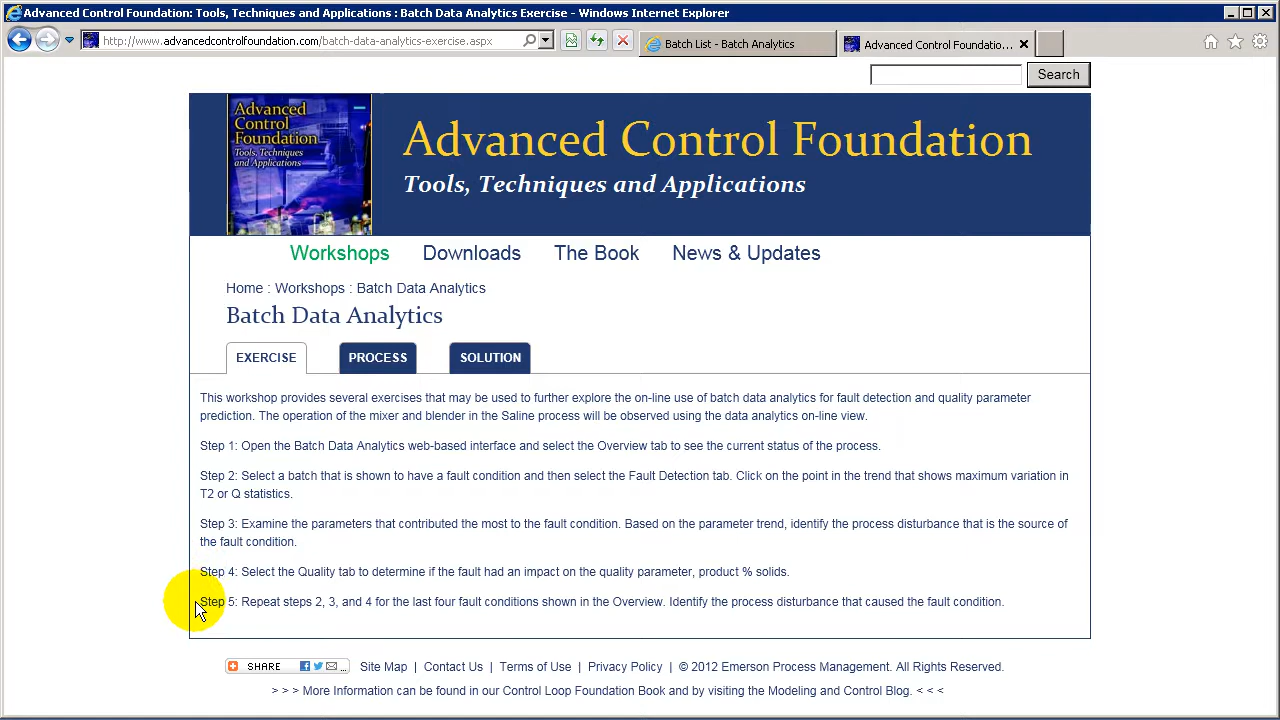 Advanced Control Foundation: Tools, Techniques and Applications : Batch Data Analytics Exercise - Windows Internet Explorer
http://www.advancedcontrolfoundation.com/batch-data-analytics-exercise.aspx
Batch List - Batch Analytics
Advanced Control Foundatio...
Search
Advanced
Control
Foundation
Tools, Techniques
and Applications
Advanced Control Foundation
Tools, Techniques and Applications
Workshops Downloads The Book News & Updates
Home : Workshops : Batch Data Analytics
Batch Data Analytics
EXERCISE PROCESS SOLUTION
This workshop provides several exercises that may be used to further explore the on-line use of batch data analytics for fault detection and quality parameter
prediction. The operation of the mixer and blender in the Saline process will be observed using the data analytics on-line view.
Step 1: Open the Batch Data Analytics web-based interface and select the Overview tab to see the current status of the process.
Step 2: Select a batch that is shown to have a fault condition and then select the Fault Detection tab. Click on the point in the trend that shows maximum variation in
T2 or Q statistics.
Step 3: Examine the parameters that contributed the most to the fault condition. Based on the parameter trend, identify the process disturbance that is the source of
the fault condition.
Step 4: Select the Quality tab to determine if the fault had an impact on the quality parameter, product % solids.
Step 5: Repeat steps 2, 3, and 4 for the last four fault conditions shown in the Overview. Identify the process disturbance that caused the fault condition.
SHARE ... Site Map | Contact Us | Terms of Use | Privacy Policy | © 2012 Emerson Process Management. All Rights Reserved.
> > > More Information can be found in our Control Loop Foundation Book and by visiting the Modeling and Control Blog. < < <